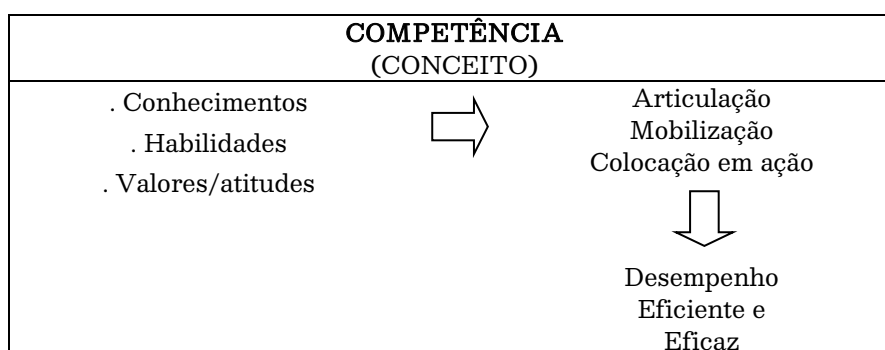 COMPETÊNCIA
(CONCEITO)
. Conhecimentos
. Habilidades
. Valores/atitudes
Articulação
Mobilização
Colocação em ação
Desempenho
Eficiente e
Eficaz